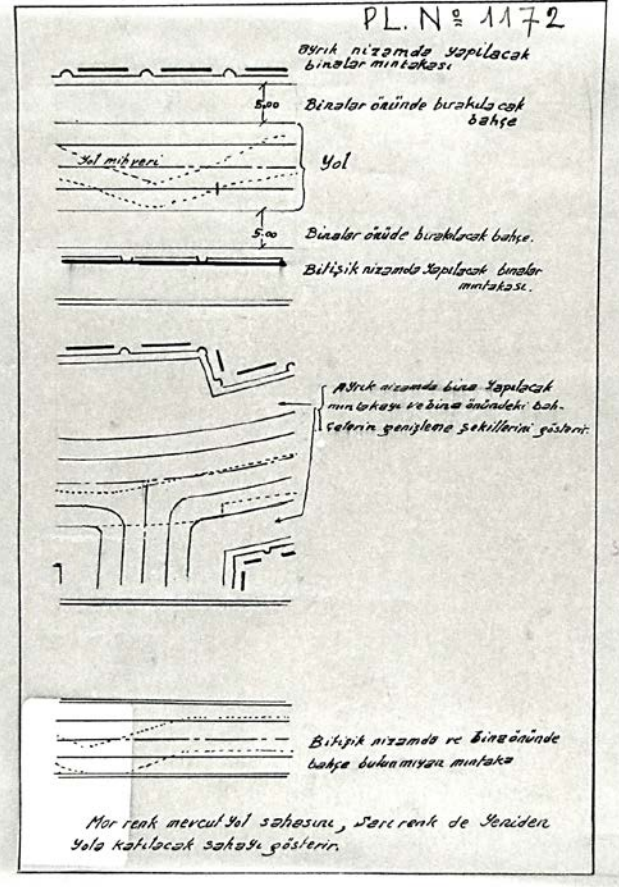 PL. Nº 1172
Ayrık nizamda yapılacak
binalar mıntakası
5.00
Binalar önünde bırakılacak
bahçe
Yol mihveri
Yol
5.00
Binalar önüde bırakılacak bahçe.
Bitişik nizamda yapılacak binalar
mıntakası.
Ayrık nizamda bina yapılacak
mıntakayı ve bina önündeki bah-
çelerin genişleme şekillerini gösterir.
Bitişik nizamda ve bina önünde
bahçe bulunmıyan mıntaka
Mor renk mevcut yol sahasını, Sarı renk de yeniden
yola katılacak sahayı gösterir.